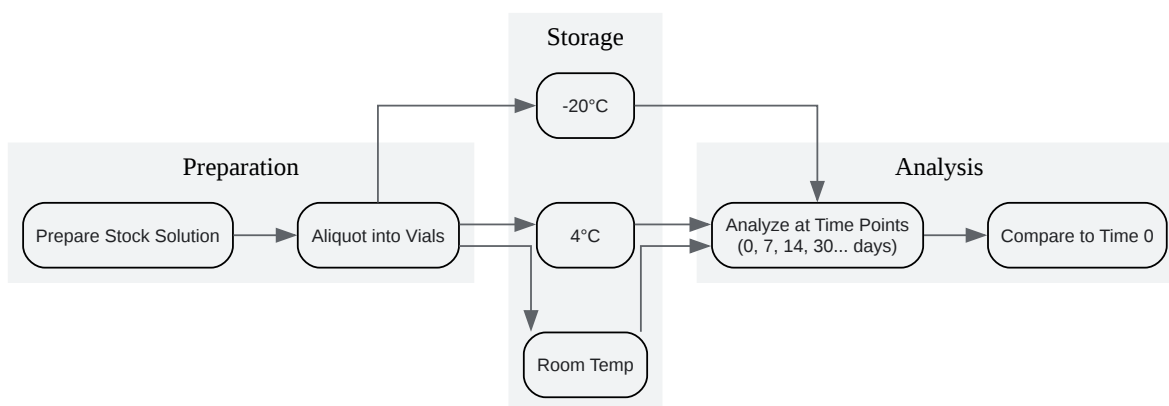 Storage
-20°C
Preparation
Analysis
Prepare Stock Solution
Aliquot into Vials
4°C
Analyze at Time Points
(0, 7, 14, 30... days)
Compare to Time 0
Room Temp